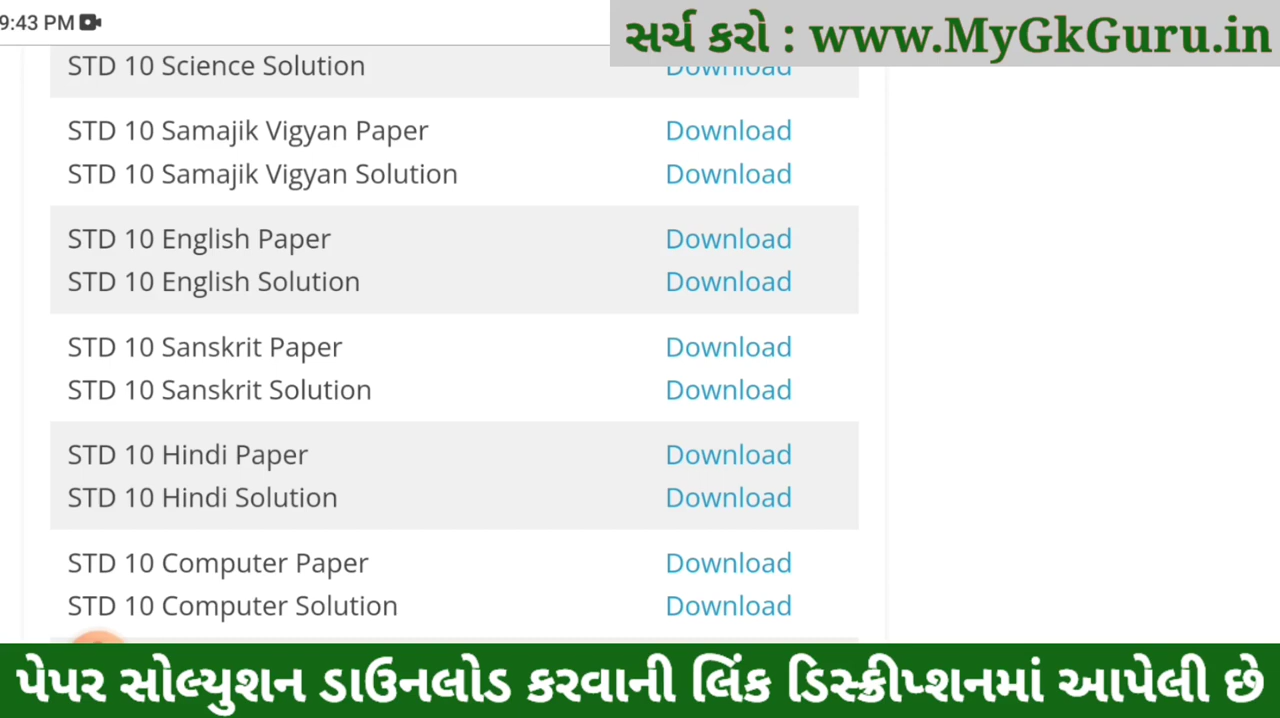 9:43 PM
સર્ચ કરો : www.MyGkGuru.in
STD 10 Science Solution Download
STD 10 Samajik Vigyan Paper Download
STD 10 Samajik Vigyan Solution Download
STD 10 English Paper Download
STD 10 English Solution Download
STD 10 Sanskrit Paper Download
STD 10 Sanskrit Solution Download
STD 10 Hindi Paper Download
STD 10 Hindi Solution Download
STD 10 Computer Paper Download
STD 10 Computer Solution Download
પેપર સોલ્યુશન ડાઉનલોડ કરવાની લિંક ડિસ્ક્રીપ્શનમાં આપેલી છે